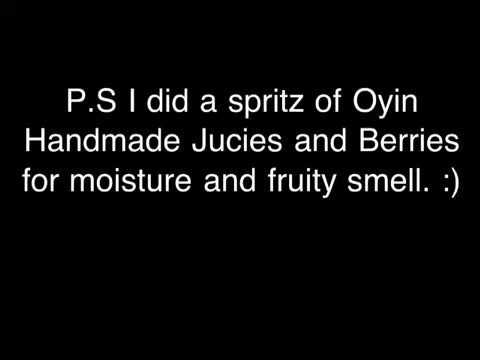 P.S I did a spritz of Oyin
Handmade Jucies and Berries
for moisture and fruity smell. :)